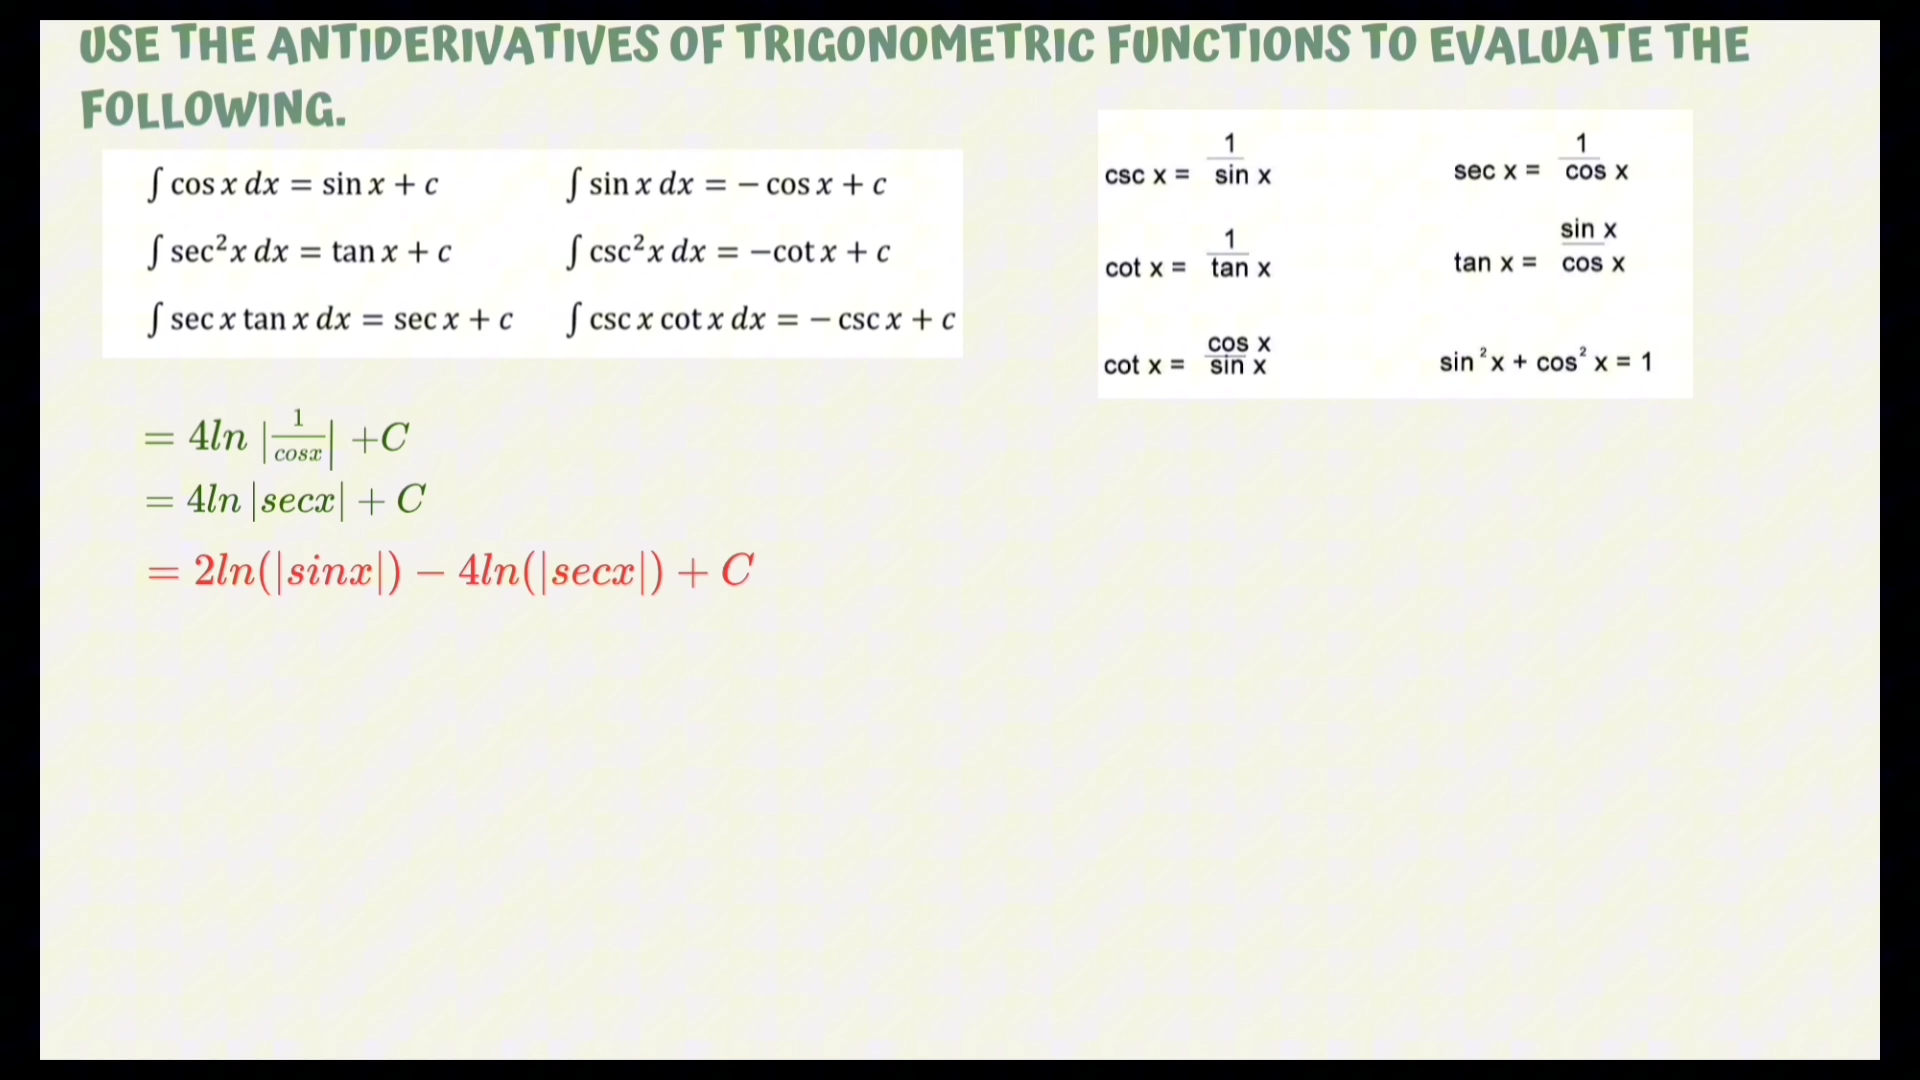 USE THE ANTIDERIVATIVES OF TRIGONOMETRIC FUNCTIONS TO EVALUATE THE
FOLLOWING.
∫ cos x dx = sin x + c
∫ sin x dx = − cos x + c
∫ sec²x dx = tan x + c
∫ csc²x dx = −cot x + c
∫ sec x tan x dx = sec x + c
∫ csc x cot x dx = − csc x + c
csc x = 1/sin x
sec x = 1/cos x
cot x = 1/tan x
tan x = sin x/cos x
cot x = cos x/sin x
sin²x + cos² x = 1
= 4ln |1/cosx| +C
= 4ln |secx| + C
= 2ln(|sinx|) − 4ln(|secx|) + C